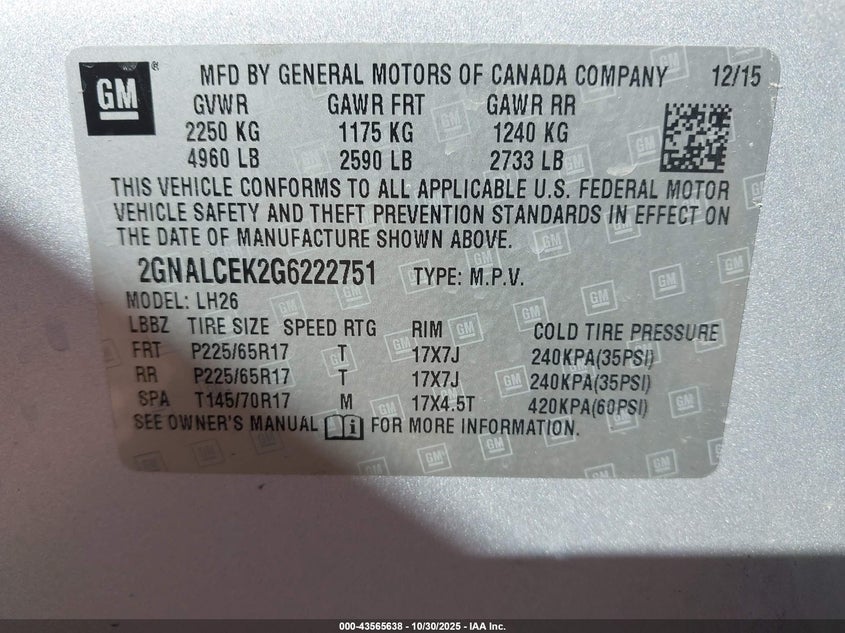 GM ® MFD BY GENERAL MOTORS OF CANADA COMPANY 12/15
GVWR GAWR FRT GAWR RR
2250 KG 1175 KG 1240 KG
4960 LB 2590 LB 2733 LB
THIS VEHICLE CONFORMS TO ALL APPLICABLE U.S. FEDERAL MOTOR
VEHICLE SAFETY AND THEFT PREVENTION STANDARDS IN EFFECT ON
THE DATE OF MANUFACTURE SHOWN ABOVE.
2GNALCEK2G6222751 TYPE: M.P.V.
MODEL: LH26
LBBZ TIRE SIZE SPEED RTG RIM COLD TIRE PRESSURE
FRT P225/65R17 T 17X7J 240KPA(35PSI)
RR P225/65R17 T 17X7J 240KPA(35PSI)
SPA T145/70R17 M 17X4.5T 420KPA(60PSI)
SEE OWNER'S MANUAL FOR MORE INFORMATION.
000-43565638 - 10/30/2025 - IAA Inc.